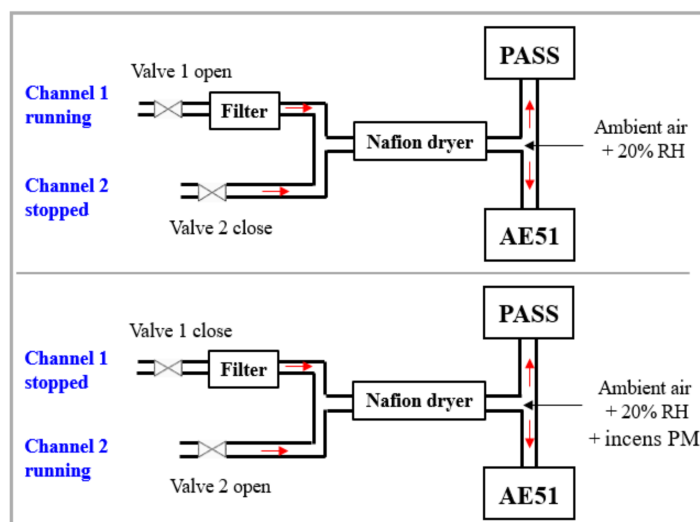 PASS
Valve 1 open
Channel 1
running
Filter
Nafion dryer
Ambient air
+ 20% RH
Channel 2
stopped
Valve 2 close
AE51
PASS
Valve 1 close
Channel 1
stopped
Filter
Nafion dryer
Ambient air
+ 20% RH
+ incens PM
Channel 2
running
Valve 2 open
AE51